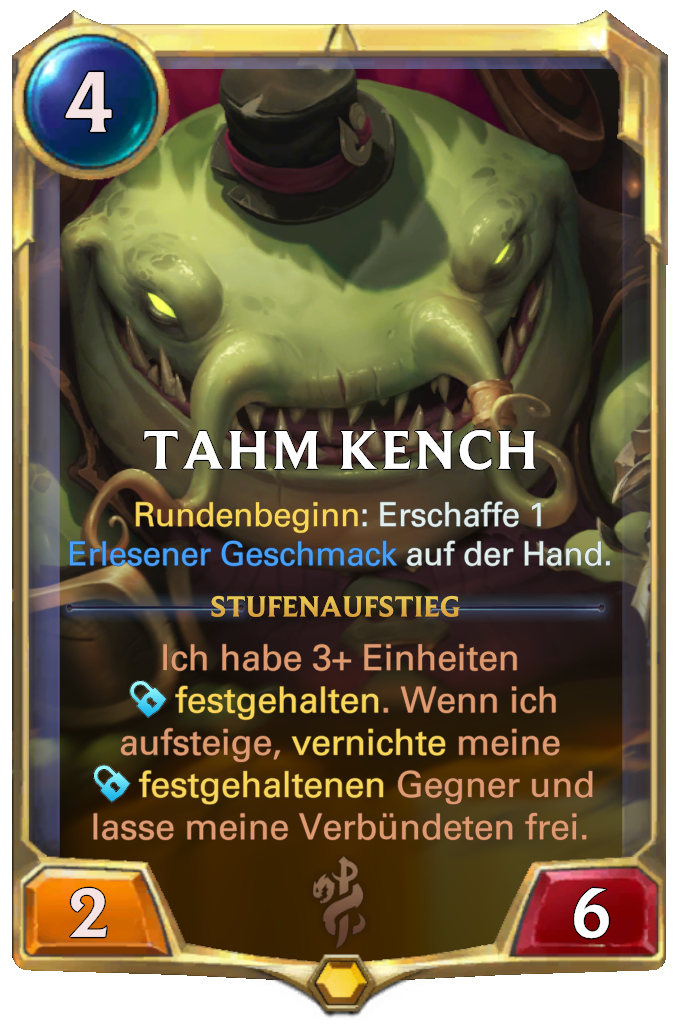 4
TAHM KENCH
Rundenbeginn: Erschaffe 1
Erlesener Geschmack auf der Hand.
STUFENAUFSTIEG
Ich habe 3+ Einheiten
festgehalten. Wenn ich
aufsteige, vernichte meine
festgehaltenen Gegner und
lasse meine Verbündeten frei.
2
6